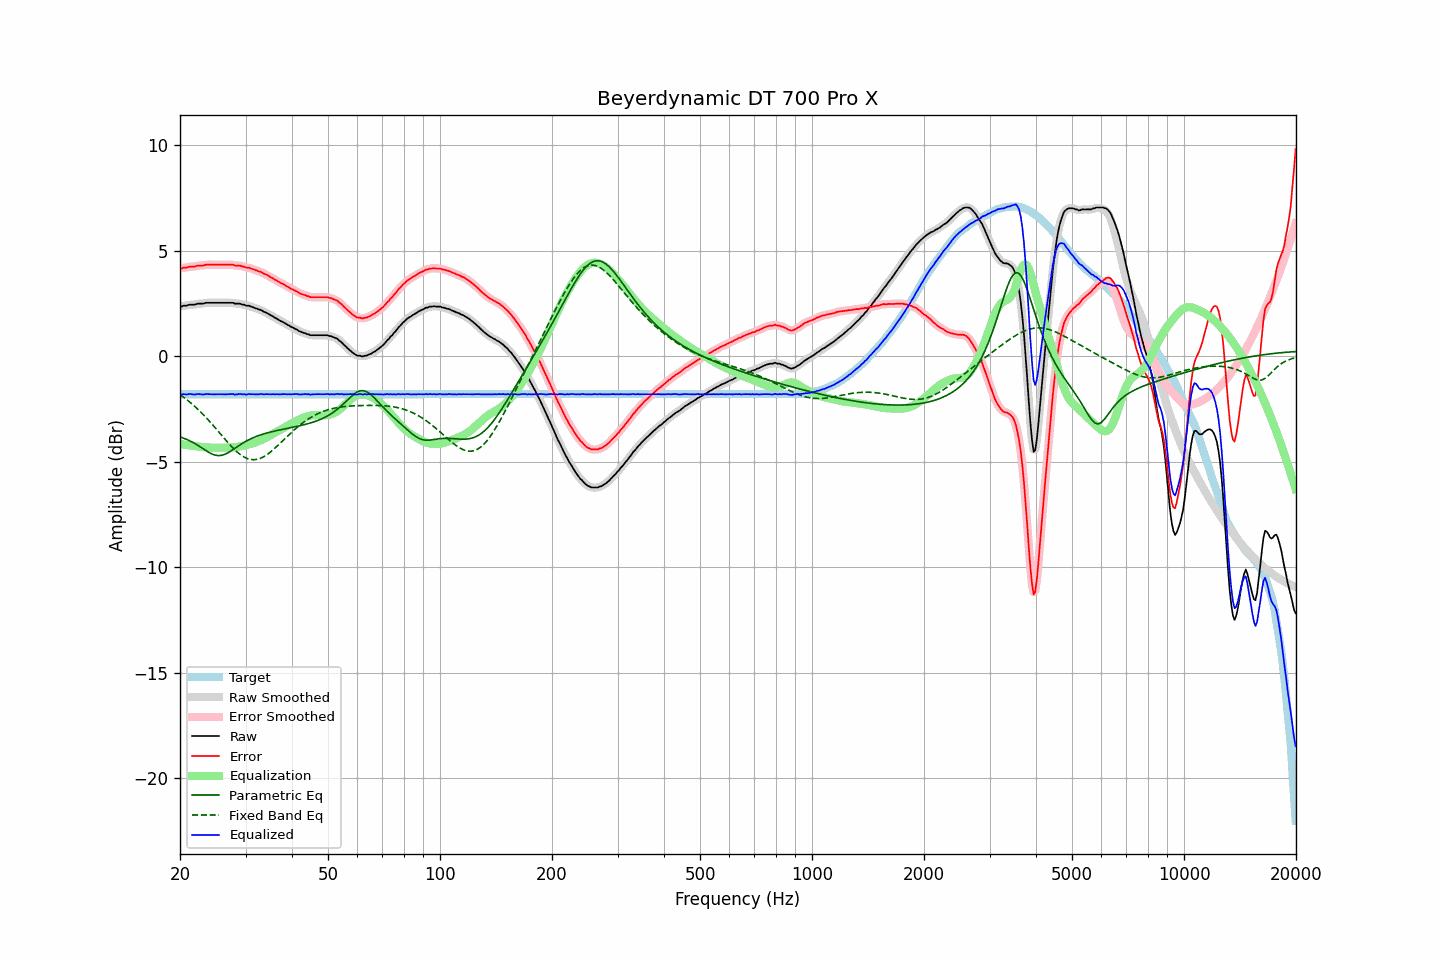 Beyerdynamic DT 700 Pro X
10
5
0
−5
−10
−15
−20
Amplitude (dBr)
Target
Raw Smoothed
Error Smoothed
Raw
Error
Equalization
Parametric Eq
Fixed Band Eq
Equalized
20 50 100 200 500 1000 2000 5000 10000 20000
Frequency (Hz)